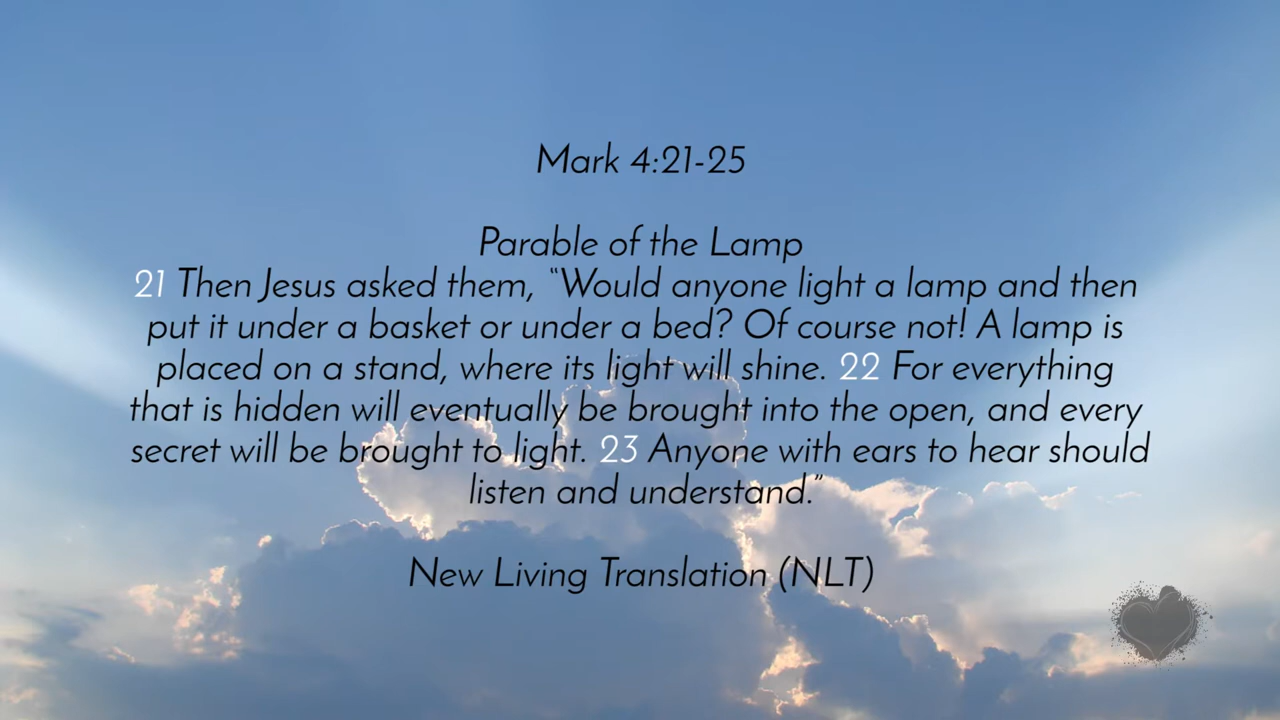 Mark 4:21-25
Parable of the Lamp
21 Then Jesus asked them, “Would anyone light a lamp and then
put it under a basket or under a bed? Of course not! A lamp is
placed on a stand, where its light will shine. 22 For everything
that is hidden will eventually be brought into the open, and every
secret will be brought to light. 23 Anyone with ears to hear should
listen and understand.”
New Living Translation (NLT)